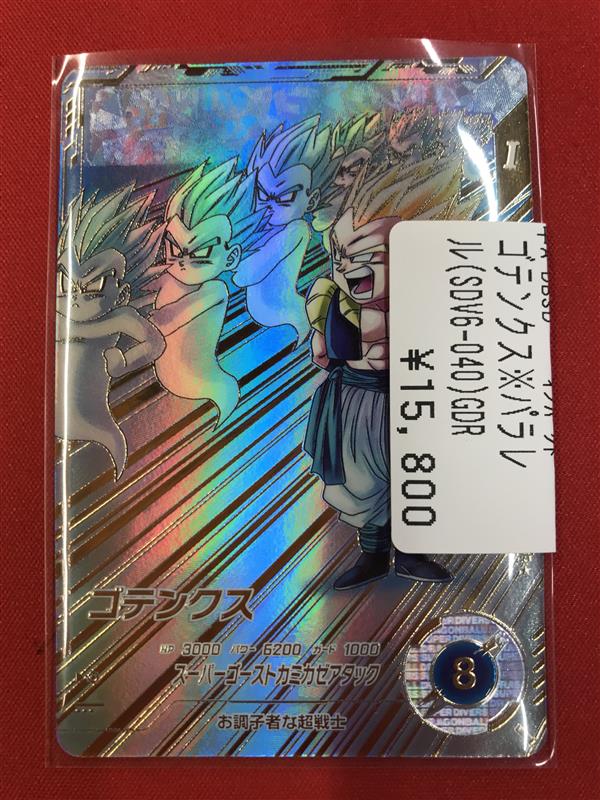 I
ゴテンクス※パラレ
ル(SDV6-040)GDR
¥15,800
ゴテンクス
HP 3000 パワー 6200 ガード 1000
スーパーゴーストカミカゼアタック
お調子者な超戦士
8